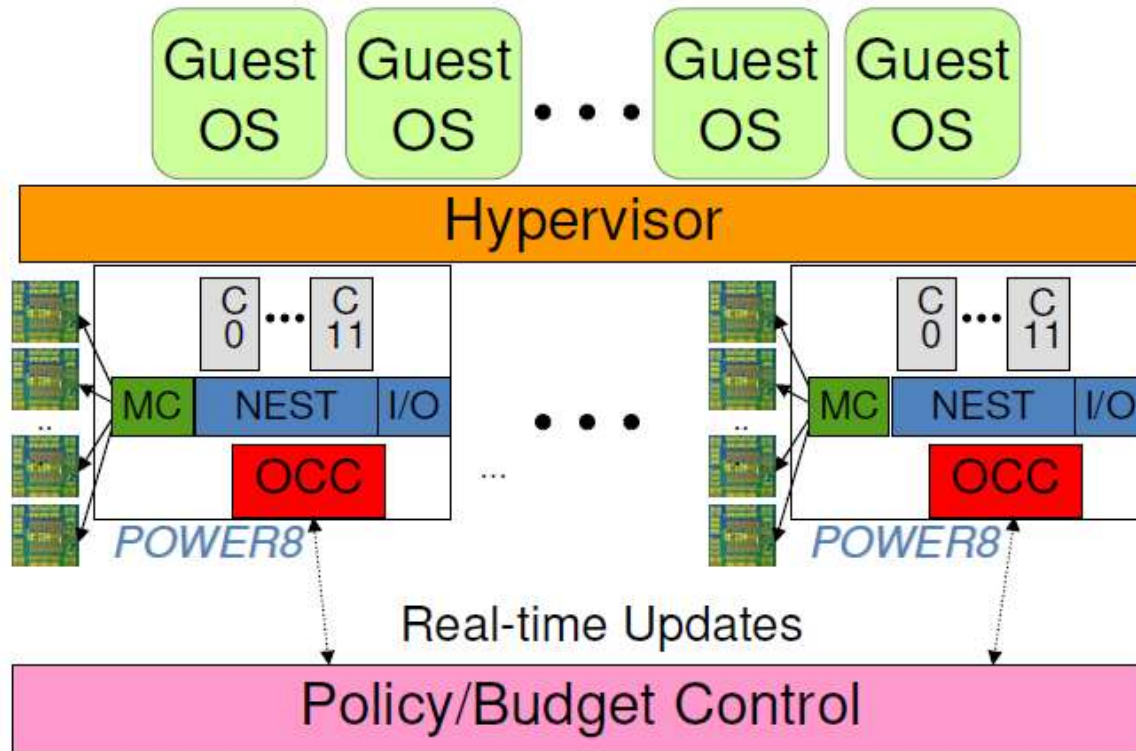 Guest OS
Guest OS
• • •
Guest OS
Guest OS
Hypervisor
C 0
•••
C 11
MC
NEST
I/O
OCC
POWER8
..
• • •
...
C 0
•••
C 11
MC
NEST
I/O
OCC
POWER8
..
Real-time Updates
Policy/Budget Control